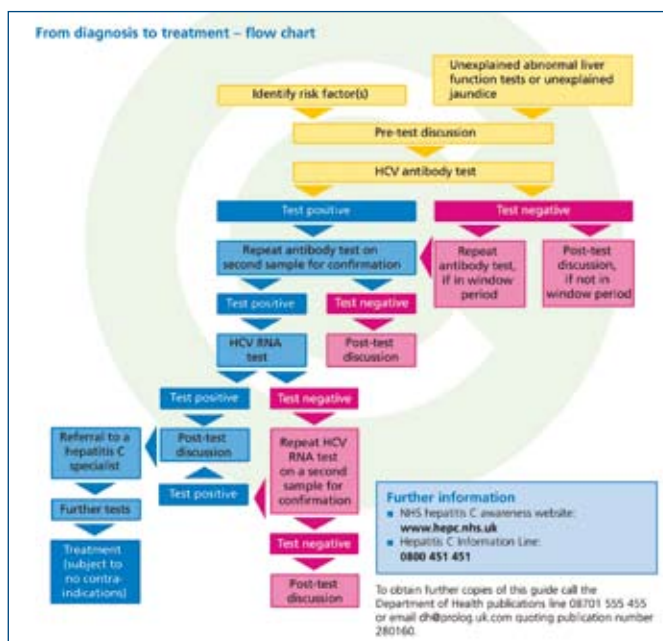 From diagnosis to treatment – flow chart
Identify risk factor(s)
Unexplained abnormal liver
function tests or unexplained
jaundice
Pre-test discussion
HCV antibody test
Test positive
Test negative
Repeat antibody test on
second sample for confirmation
Repeat
antibody test,
if in window
period
Post-test
discussion,
if not in
window period
Test positive
Test negative
HCV RNA
test
Post-test
discussion
Test positive
Test negative
Referral to a
hepatitis C
specialist
Post-test
discussion
Repeat HCV
RNA test
on a second
sample for
confirmation
Test positive
Further tests
Treatment
(subject to
no contra-
indications)
Test negative
Post-test
discussion
Further information
NHS hepatitis C awareness website:
www.hepc.nhs.uk
Hepatitis C Information Line:
0800 451 451
To obtain further copies of this guide call the
Department of Health publications line 08701 555 455
or email dh@prolog.uk.com quoting publication number
280160.